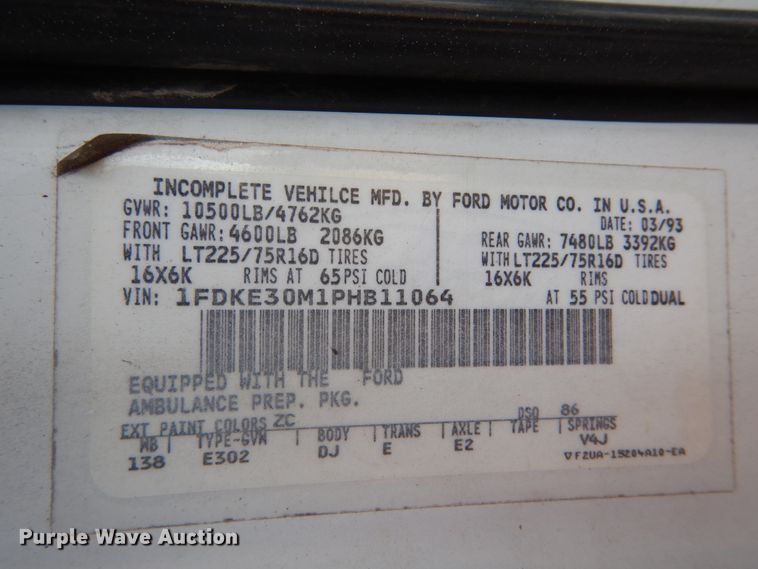 INCOMPLETE VEHILCE MFD. BY FORD MOTOR CO. IN U.S.A.
GVWR: 10500LB/4762KG
DATE: 03/93
FRONT GAWR: 4600LB 2086KG
REAR GAWR: 7480LB 3392KG
WITH LT225/75R16D TIRES
WITH LT225/75R16D TIRES
16X6K RIMS AT 65 PSI COLD
16X6K RIMS
VIN: 1FDKE30M1PHB11064
AT 55 PSI COLD DUAL
EQUIPPED WITH THE FORD
AMBULANCE PREP. PKG.
EXT PAINT COLORS ZC
DSO 86
WB TYPE-GVW BODY TRANS AXLE TAPE SPRINGS
138 E302 DJ E E2 V4J
F2UA-15204A10-EA
Purple Wave Auction